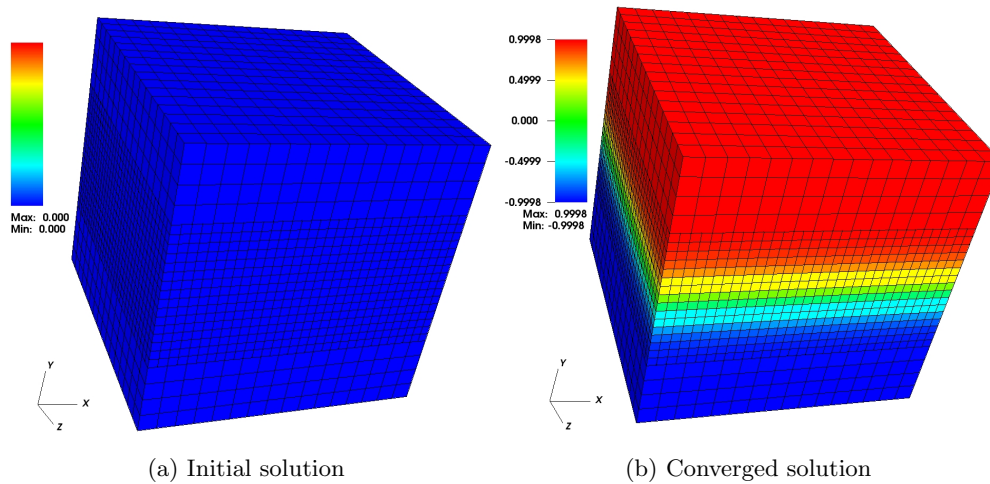 Max: 0.000
Min: 0.000
Y
X
Z
(a) Initial solution
0.9998
0.4999
0.000
-0.4999
-0.9998
Max: 0.9998
Min: -0.9998
Y
X
Z
(b) Converged solution